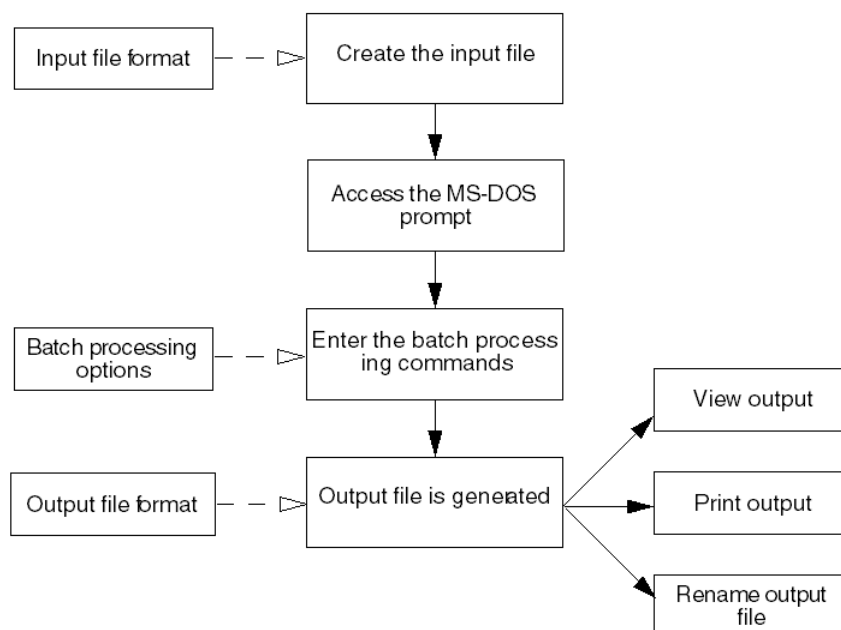 Input file format
Create the input file
Access the MS-DOS
prompt
Batch processing
options
Enter the batch process
ing commands
Output file format
Output file is generated
View output
Print output
Rename output
file